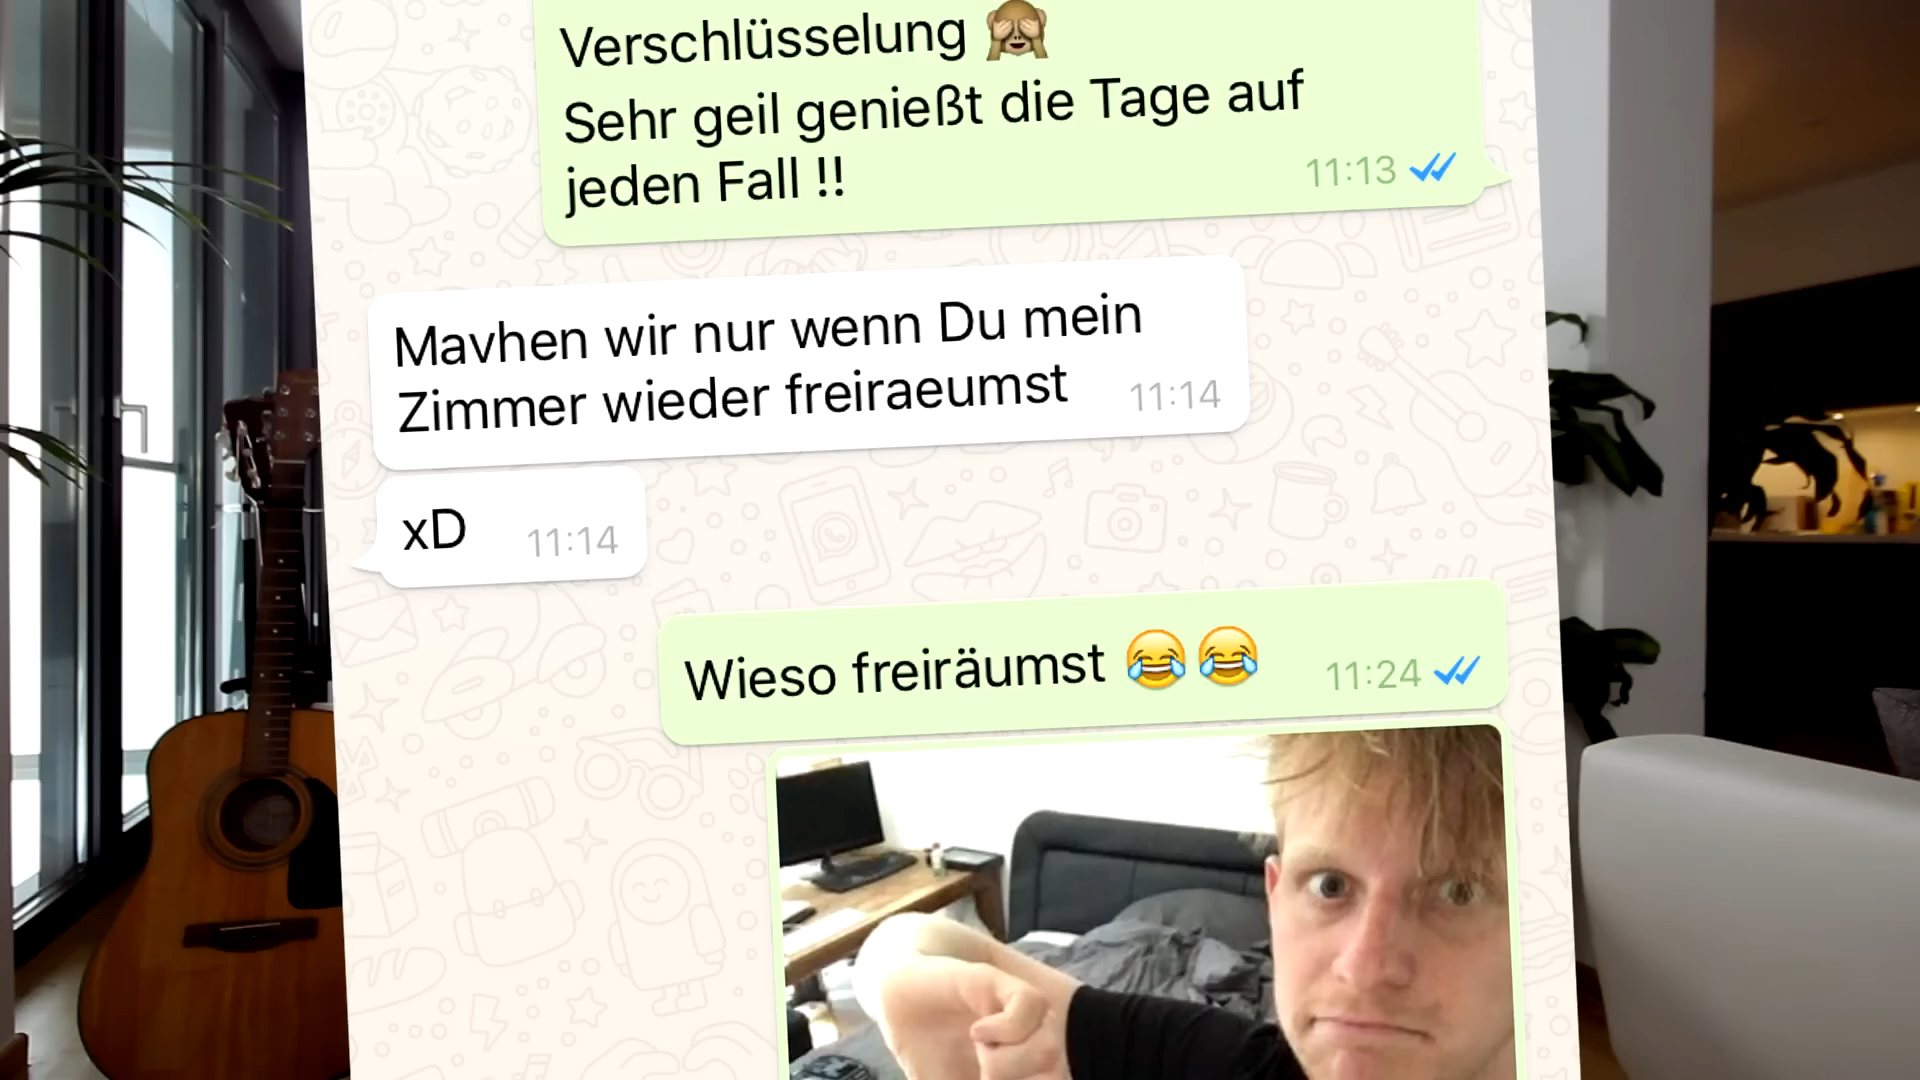 Verschlüsselung 🙈
Sehr geil genießt die Tage auf
jeden Fall !!
11:13
Mavhen wir nur wenn Du mein
Zimmer wieder freiraeumst
11:14
xD
11:14
Wieso freiräumst 😂😂
11:24